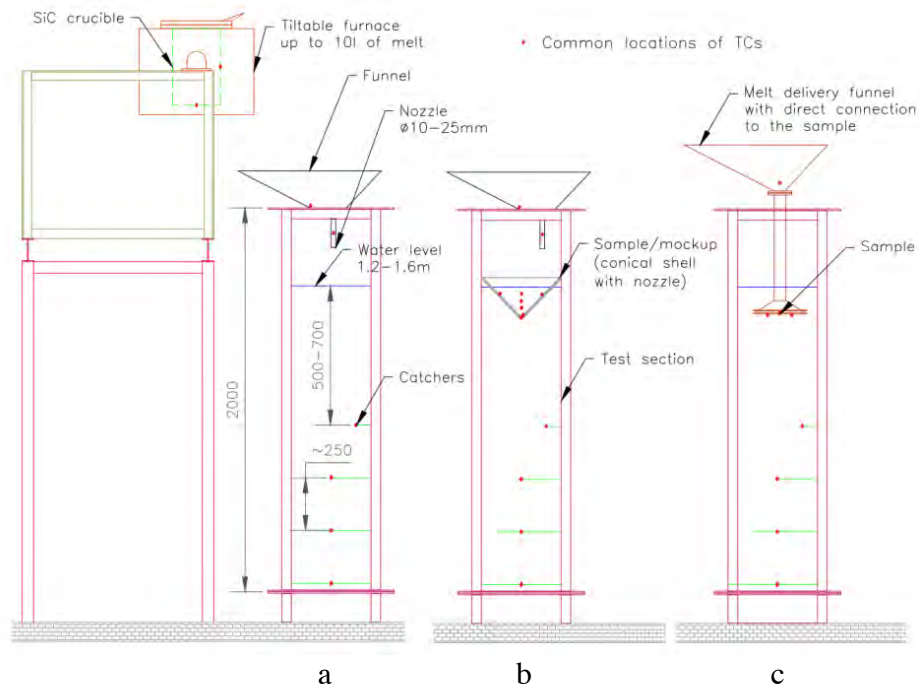 SiC crucible
Tiltable furnace
up to 10l of melt
Common locations of TCs
Funnel
Nozzle
ø10-25mm
Melt delivery funnel
with direct connection
to the sample
Water level
1.2-1.6m
Sample/mockup
(conical shell
with nozzle)
Sample
500-700
Test section
Catchers
2000
~250
a
b
c